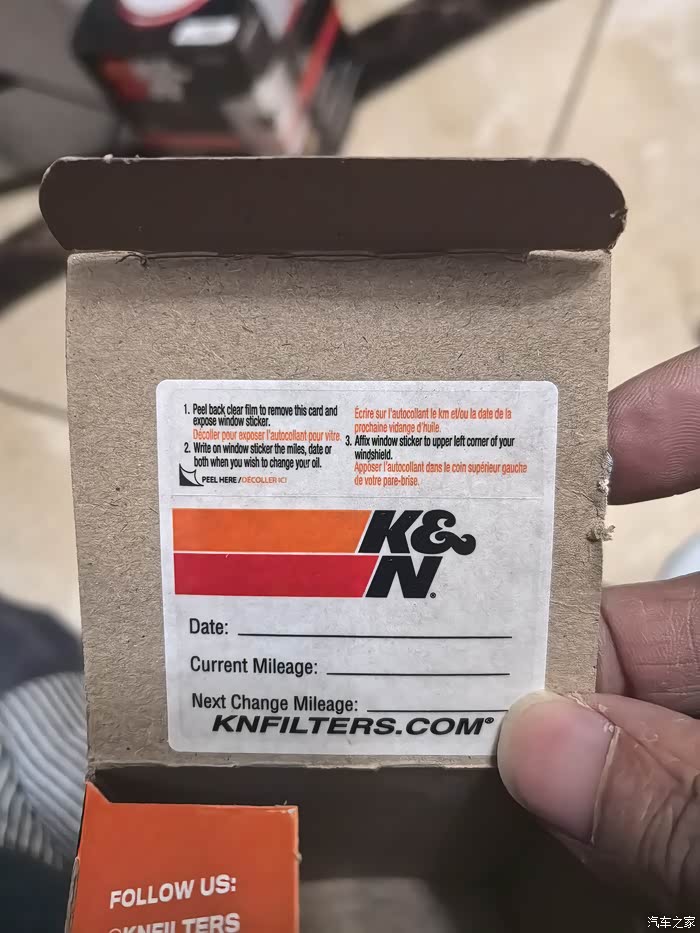 1. Peel back clear film to remove this card and
expose window sticker.
Décoller pour exposer l'autocollant pour vitre.
2. Write on window sticker the miles, date or
both when you wish to change your oil.
PEEL HERE / DÉCOLLER ICI
Écrire sur l'autocollant le km et/ou la date de la
prochaine vidange d'huile.
3. Affix window sticker to upper left corner of your
windshield.
Apposer l'autocollant dans le coin supérieur gauche
de votre pare-brise.
K&
N®
Date:
Current Mileage:
Next Change Mileage:
KNFILTERS.COM®
FOLLOW US:
@KNFILTERS
汽车之家